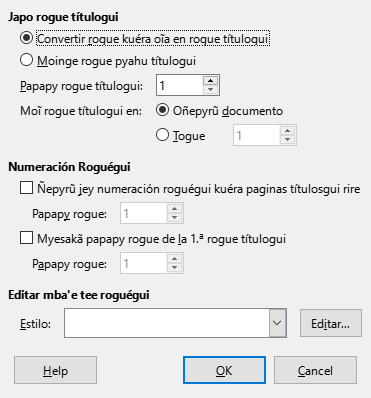 Japo rogue títulogui
Convertir rogue kuéra oĩa en rogue títulogui
Moinge rogue pyahu títulogui
Papapy rogue títulogui: 1
Moĩ rogue títulogui en: Oñepyrũ documento
Togue 1
Numeración Roguégui
Ñepyrũ jey numeración roguégui kuéra paginas títulosgui rire
Papapy rogue: 1
Myesakã papapy rogue de la 1.ª rogue títulogui
Papapy rogue: 1
Editar mba'e tee roguégui
Estilo: Editar...
Help OK Cancel